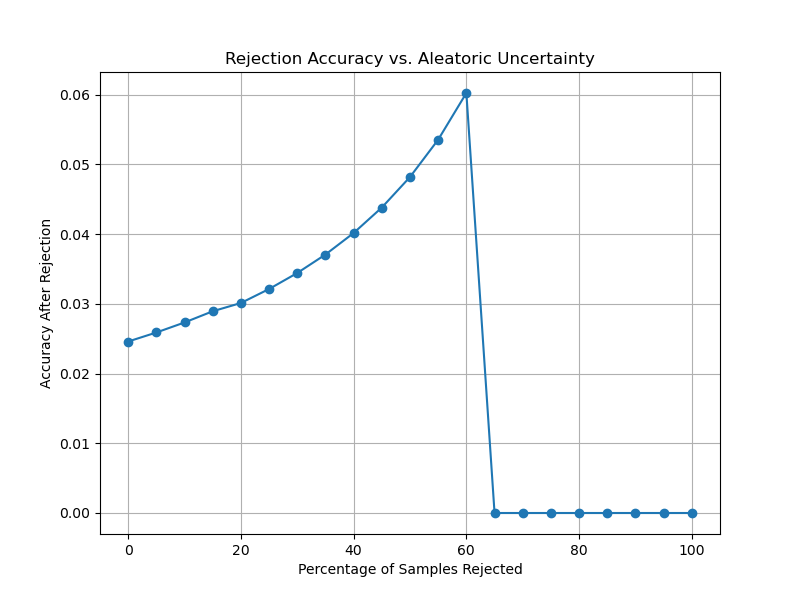 Rejection Accuracy vs. Aleatoric Uncertainty
0.06
0.05
0.04
0.03
0.02
0.01
0.00
Accuracy After Rejection
0 20 40 60 80 100
Percentage of Samples Rejected